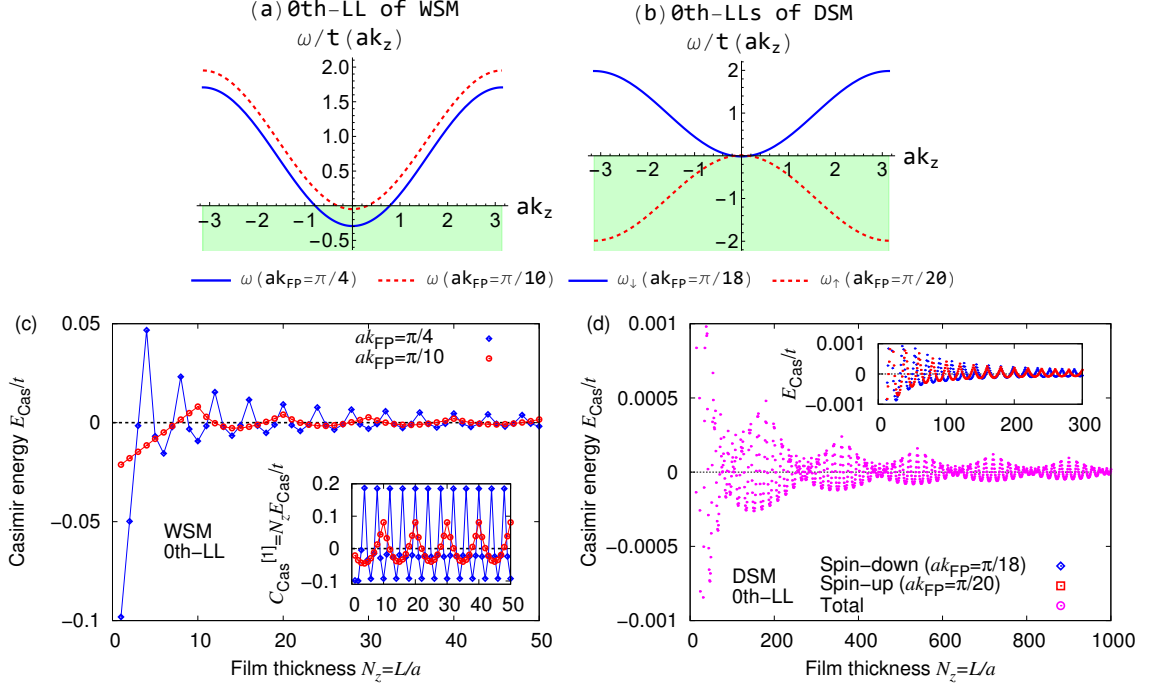 (a) 0th-LL of WSM
ω/t(ak_z)
2.0
1.5
1.0
0.5
-0.5
-3 -2 -1 1 2 3
ak_z
(b) 0th-LLs of DSM
ω/t(ak_z)
2
1
-1
-2
-3 -2 -1 1 2 3
ak_z
ω(ak_FP=π/4) ω(ak_FP=π/10) ω↓(ak_FP=π/18) ω↑(ak_FP=π/20)
(c)
Casimir energy E_Cas/t
0.05
0
−0.05
−0.1
0 10 20 30 40 50
Film thickness N_z=L/a
ak_FP=π/4
ak_FP=π/10
WSM
0th−LL
C_Cas^[1]=N_zE_Cas/t
0.2
0.1
0
−0.1
0 10 20 30 40 50
(d)
Casimir energy E_Cas/t
0.001
0.0005
0
−0.0005
−0.001
0 200 400 600 800 1000
Film thickness N_z=L/a
E_Cas/t
0.001
0
−0.001
0 100 200 300
DSM
0th−LL
Spin−down (ak_FP=π/18)
Spin−up (ak_FP=π/20)
Total